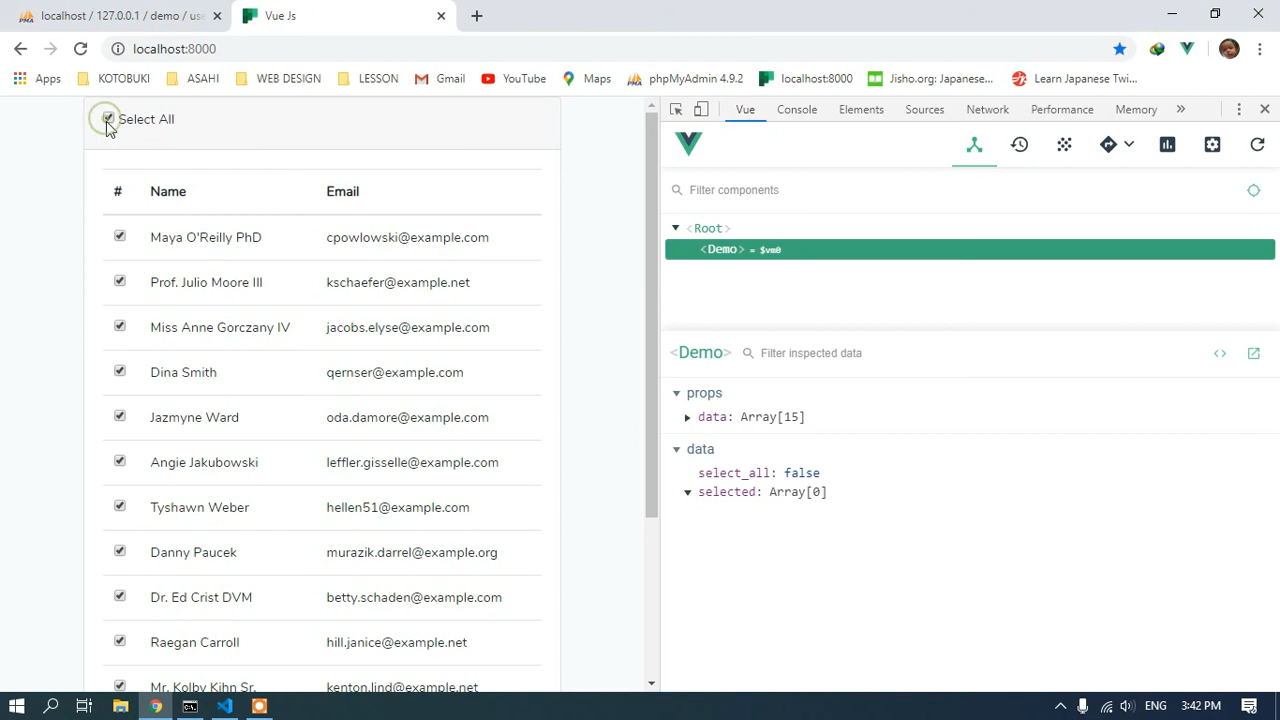 localhost / 127.0.0.1 / demo / use
Vue Js
localhost:8000
Apps
KOTOBUKI
ASAHI
WEB DESIGN
LESSON
Gmail
YouTube
Maps
phpMyAdmin 4.9.2
localhost:8000
Jisho.org: Japanese...
Learn Japanese Twi...
Select All
# Name Email
Maya O'Reilly PhD cpowlowski@example.com
Prof. Julio Moore III kschaefer@example.net
Miss Anne Gorczany IV jacobs.elyse@example.com
Dina Smith qernser@example.com
Jazmyne Ward oda.damore@example.com
Angie Jakubowski leffler.gisselle@example.com
Tyshawn Weber hellen51@example.com
Danny Paucek murazik.darrel@example.org
Dr. Ed Crist DVM betty.schaden@example.com
Raegan Carroll hill.janice@example.net
Mr. Kolby Kihn Sr. kenton.lind@example.com
Vue Console Elements Sources Network Performance Memory »
Filter components
<Root>
<Demo> = $vm0
<Demo> Filter inspected data
props
data: Array[15]
data
select_all: false
selected: Array[0]
ENG 3:42 PM